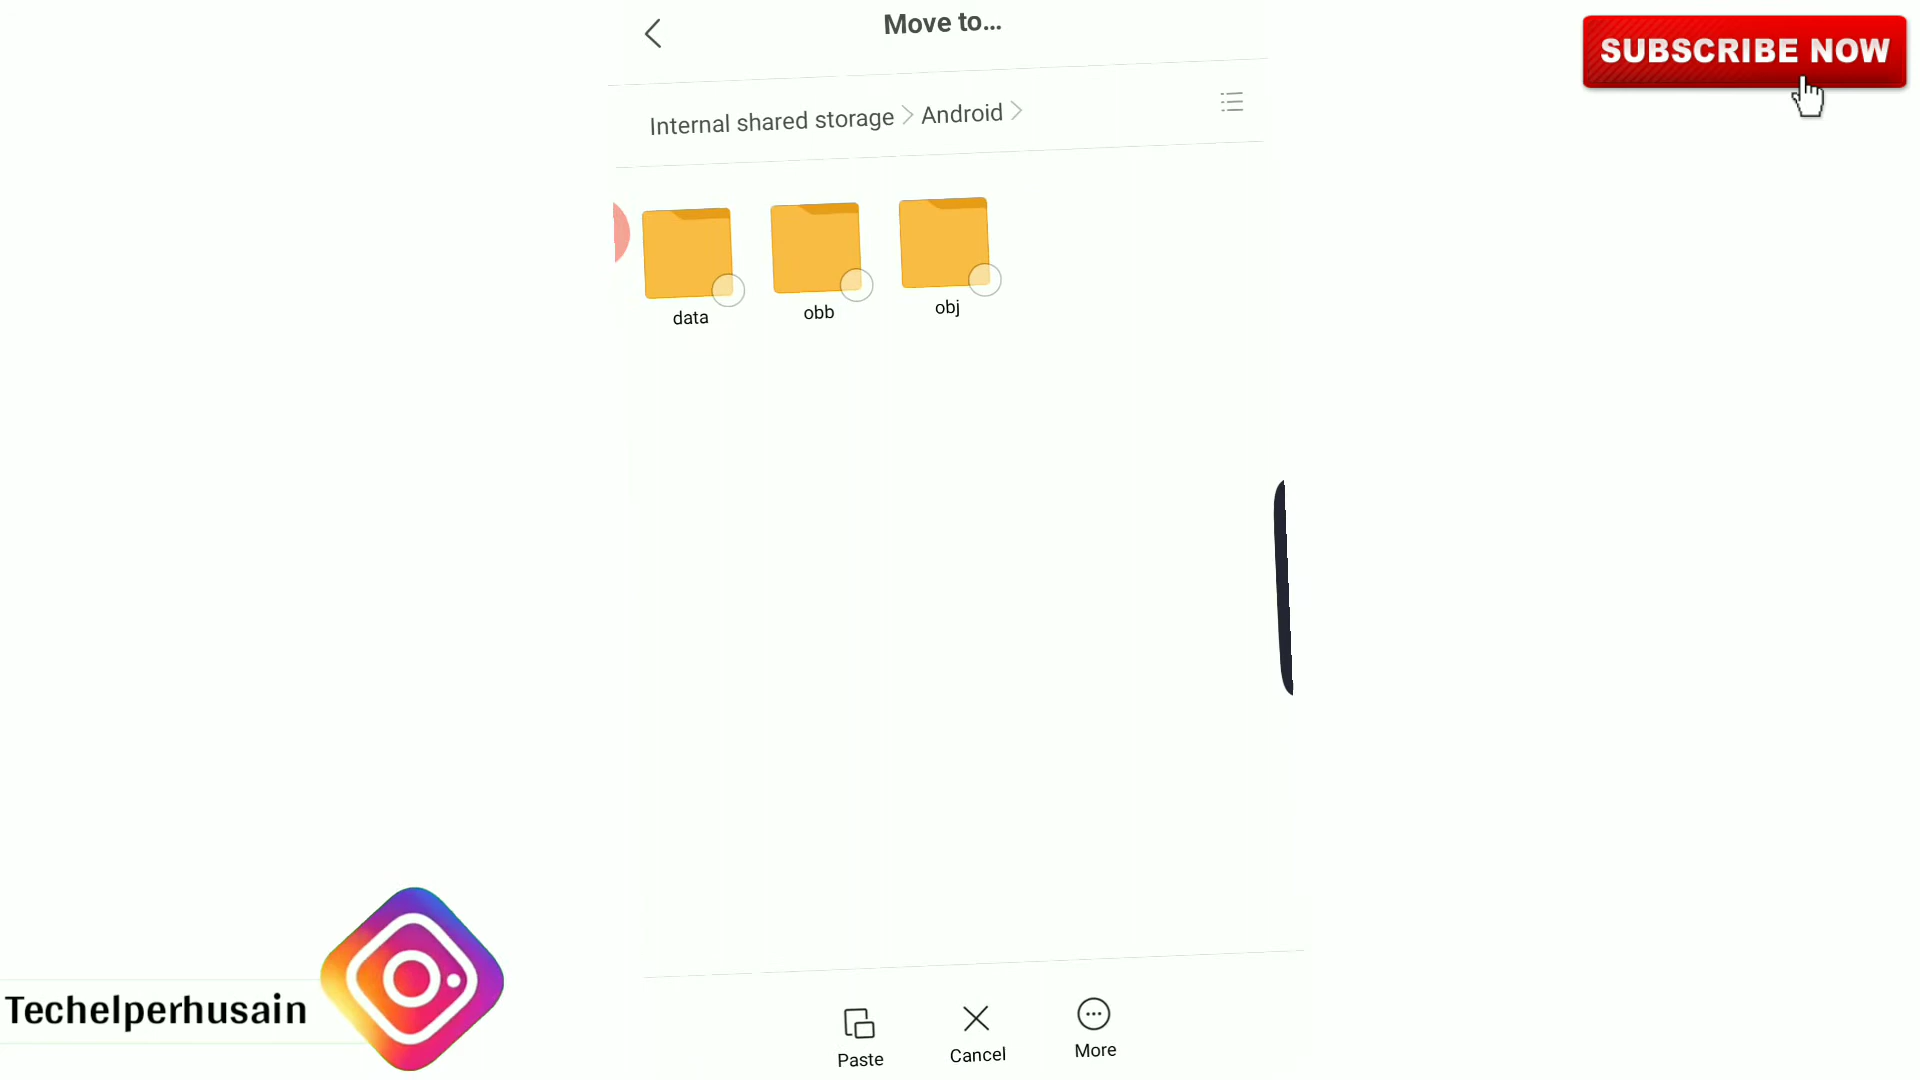 Move to...
SUBSCRIBE NOW
Internal shared storage > Android >
data
obb
obj
Techelperhusain
Paste
Cancel
More